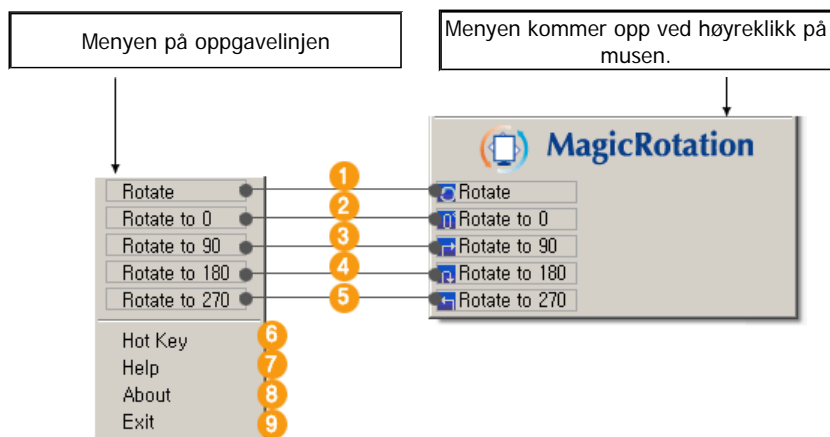 Menyen på oppgavelinjen
Menyen kommer opp ved høyreklikk på
musen.
MagicRotation
Rotate
Rotate to 0
Rotate to 90
Rotate to 180
Rotate to 270
Hot Key
Help
About
Exit
1
2
3
4
5
6
7
8
9
Rotate
Rotate to 0
Rotate to 90
Rotate to 180
Rotate to 270